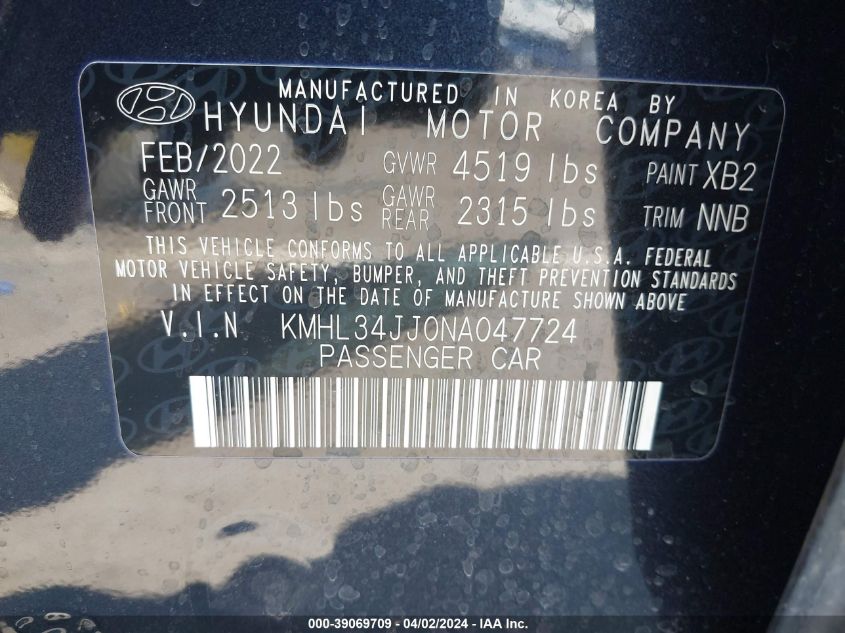 MANUFACTURED IN KOREA BY
HYUNDAI MOTOR COMPANY
FEB/2022 GVWR 4519 lbs PAINT XB2
GAWR FRONT 2513 lbs GAWR REAR 2315 lbs TRIM NNB
THIS VEHICLE CONFORMS TO ALL APPLICABLE U.S.A. FEDERAL
MOTOR VEHICLE SAFETY, BUMPER, AND THEFT PREVENTION STANDARDS
IN EFFECT ON THE DATE OF MANUFACTURE SHOWN ABOVE
V.I.N KMHL34JJ0NA047724
PASSENGER CAR
000-39069709 - 04/02/2024 - IAA Inc.